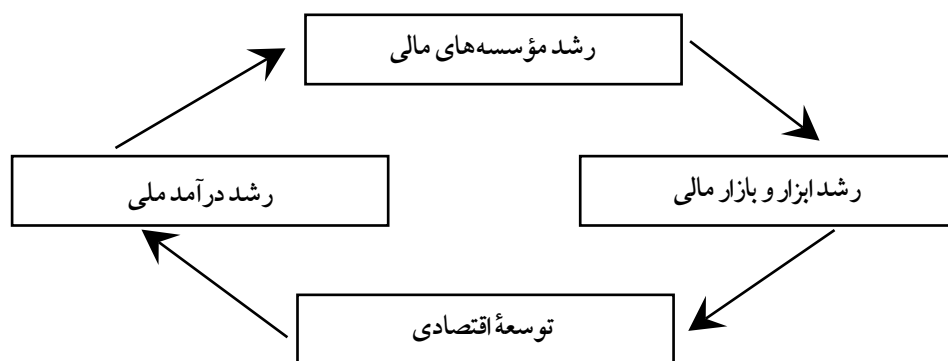 رشد مؤسسه‌های مالی
رشد ابزار و بازار مالی
رشد درآمد ملی
توسعهٔ اقتصادی